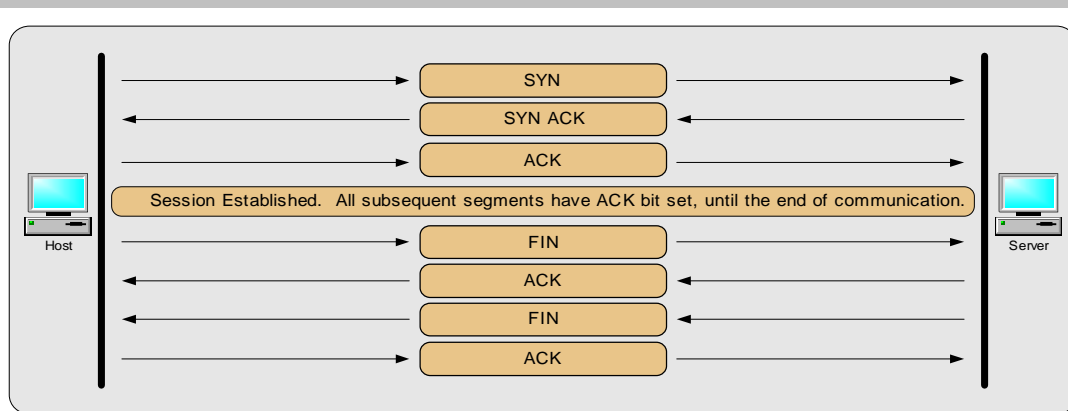 SYN
SYN ACK
ACK
Session Established. All subsequent segments have ACK bit set, until the end of communication.
Host
Server
FIN
ACK
FIN
ACK